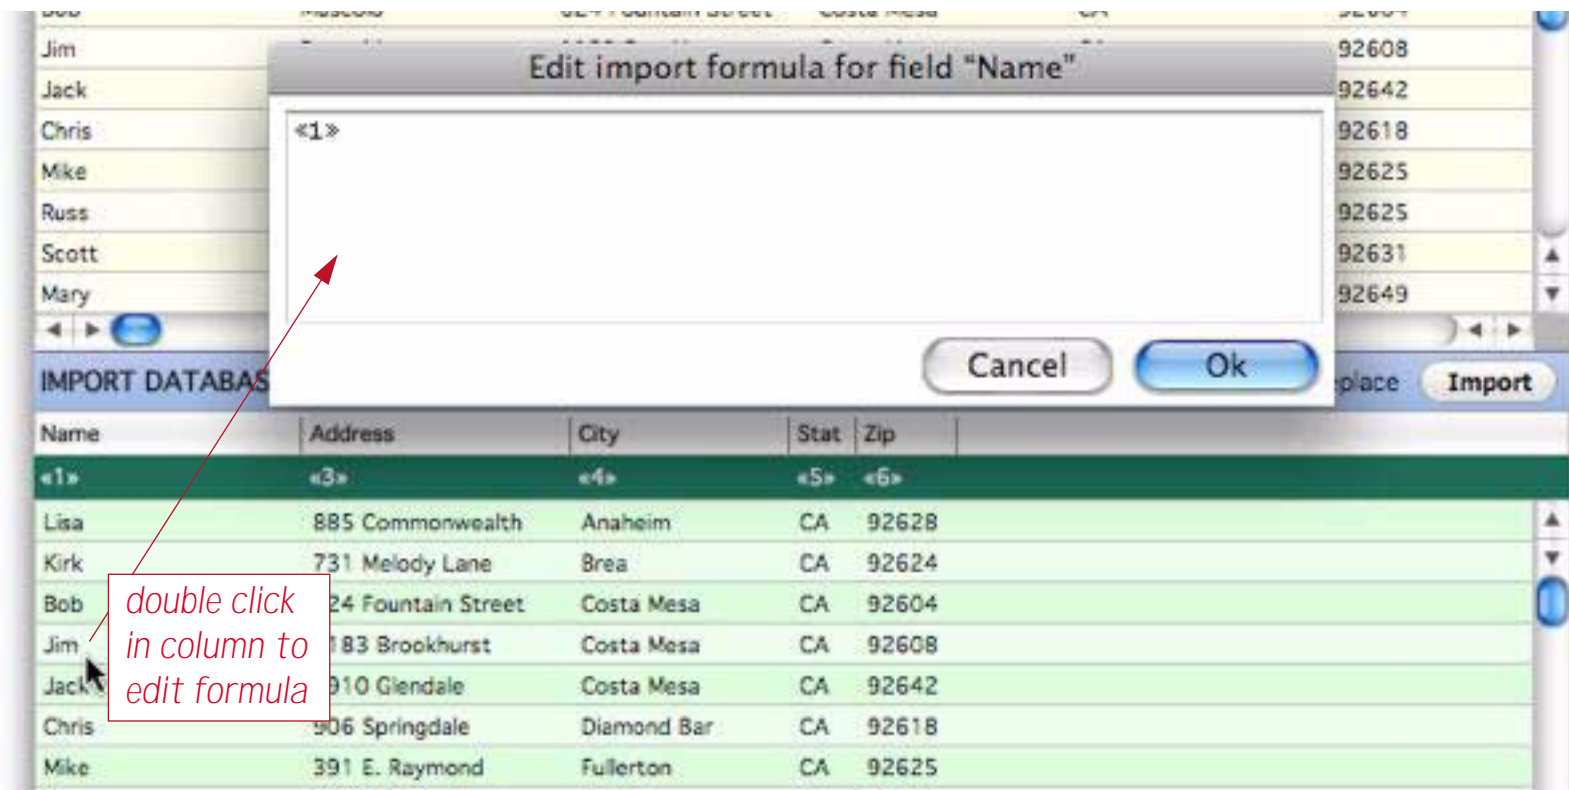 Jim 92608
Edit import formula for field “Name”
Jack 92642
Chris «1» 92618
Mike 92625
Russ 92625
Scott 92631
Mary 92649
Cancel Ok
IMPORT DATABAS Import
Name Address City Stat Zip
«1» «3» «4» «5» «6»
Lisa 885 Commonwealth Anaheim CA 92628
Kirk 731 Melody Lane Brea CA 92624
Bob 24 Fountain Street Costa Mesa CA 92604
Jim 183 Brookhurst Costa Mesa CA 92608
Jack 910 Glendale Costa Mesa CA 92642
Chris 906 Springdale Diamond Bar CA 92618
Mike 391 E. Raymond Fullerton CA 92625
double click
in column to
edit formula